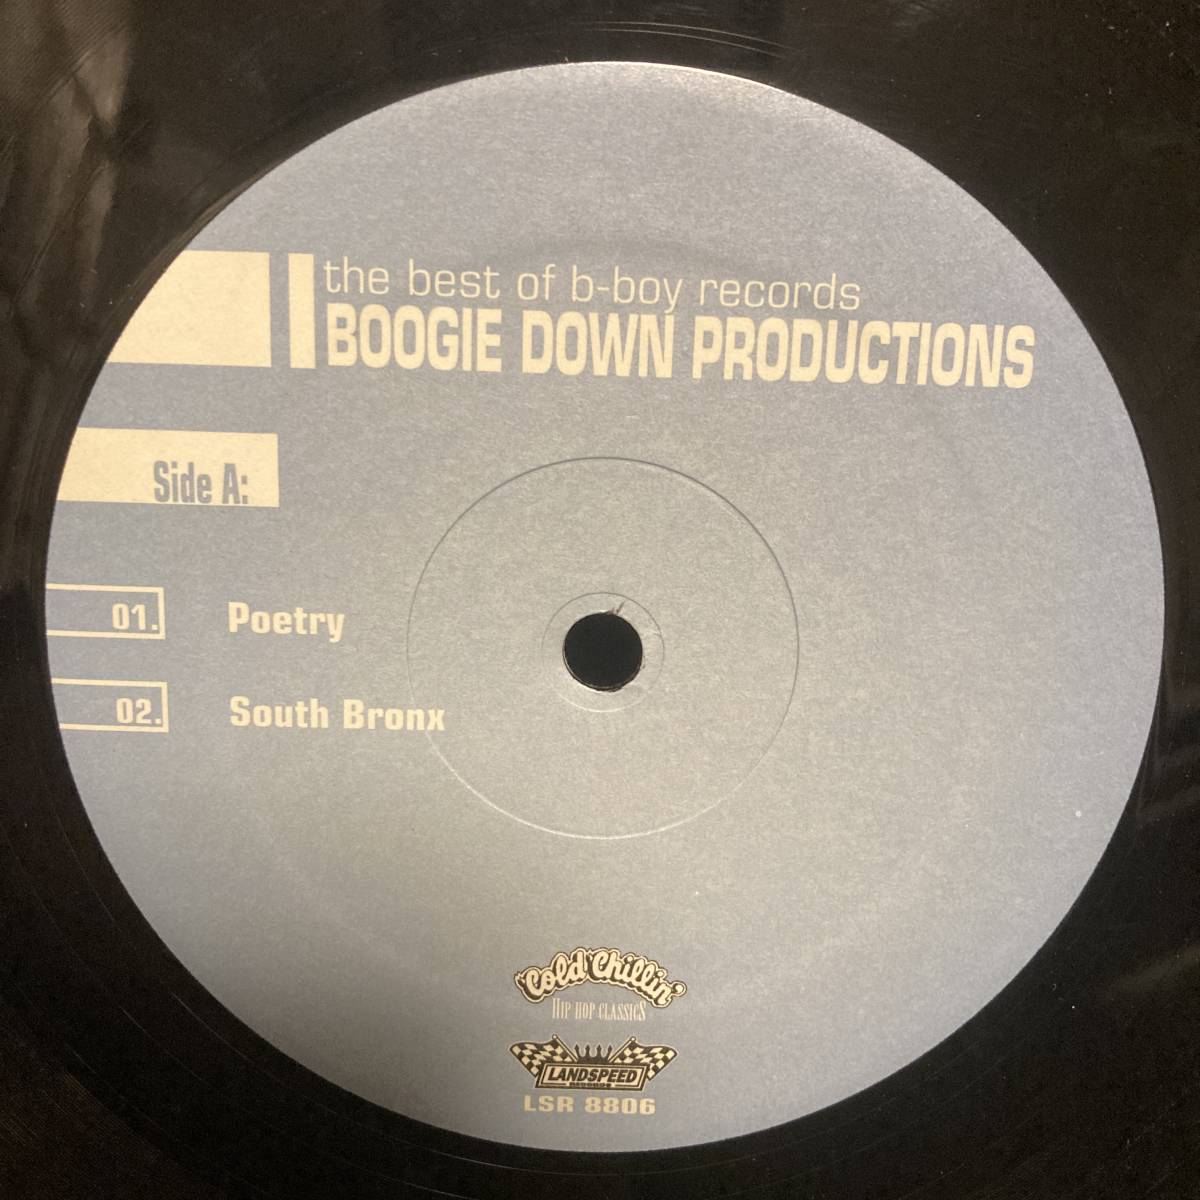 the best of b-boy records
BOOGIE DOWN PRODUCTIONS
Side A:
01. Poetry
02. South Bronx
Cold Chillin'
HIP HOP CLASSICS
LANDSPEED
RECORDS
LSR 8806